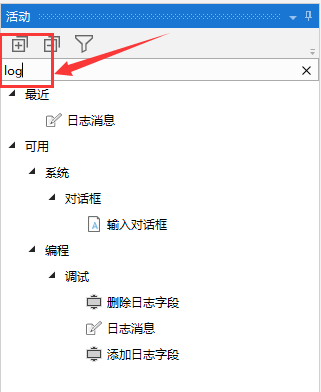 活动
log
最近
日志消息
可用
系统
对话框
输入对话框
编程
调试
删除日志字段
日志消息
添加日志字段